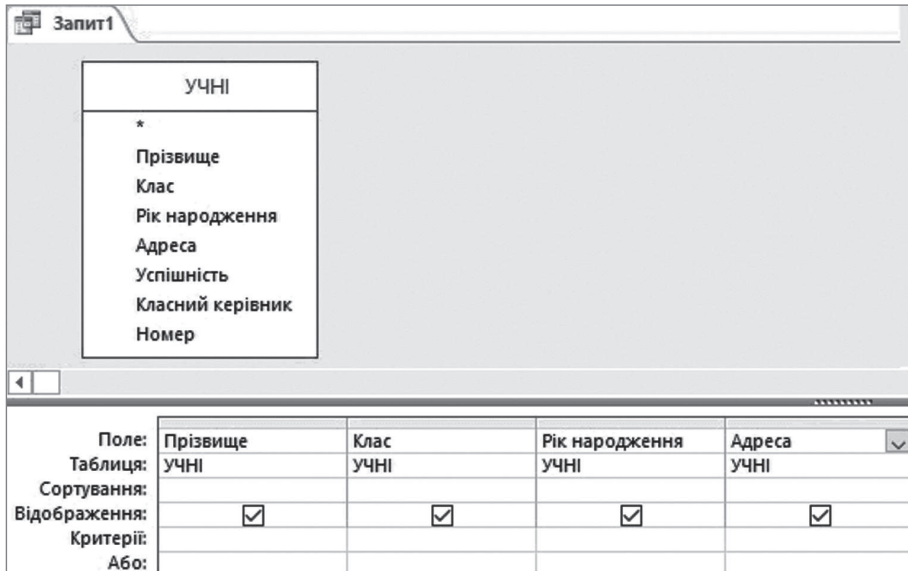 Запит1
УЧНІ
*
Прізвище
Клас
Рік народження
Адреса
Успішність
Класний керівник
Номер
Поле: Прізвище Клас Рік народження Адреса
Таблиця: УЧНІ УЧНІ УЧНІ УЧНІ
Сортування:
Відображення:
Критерії:
Або: